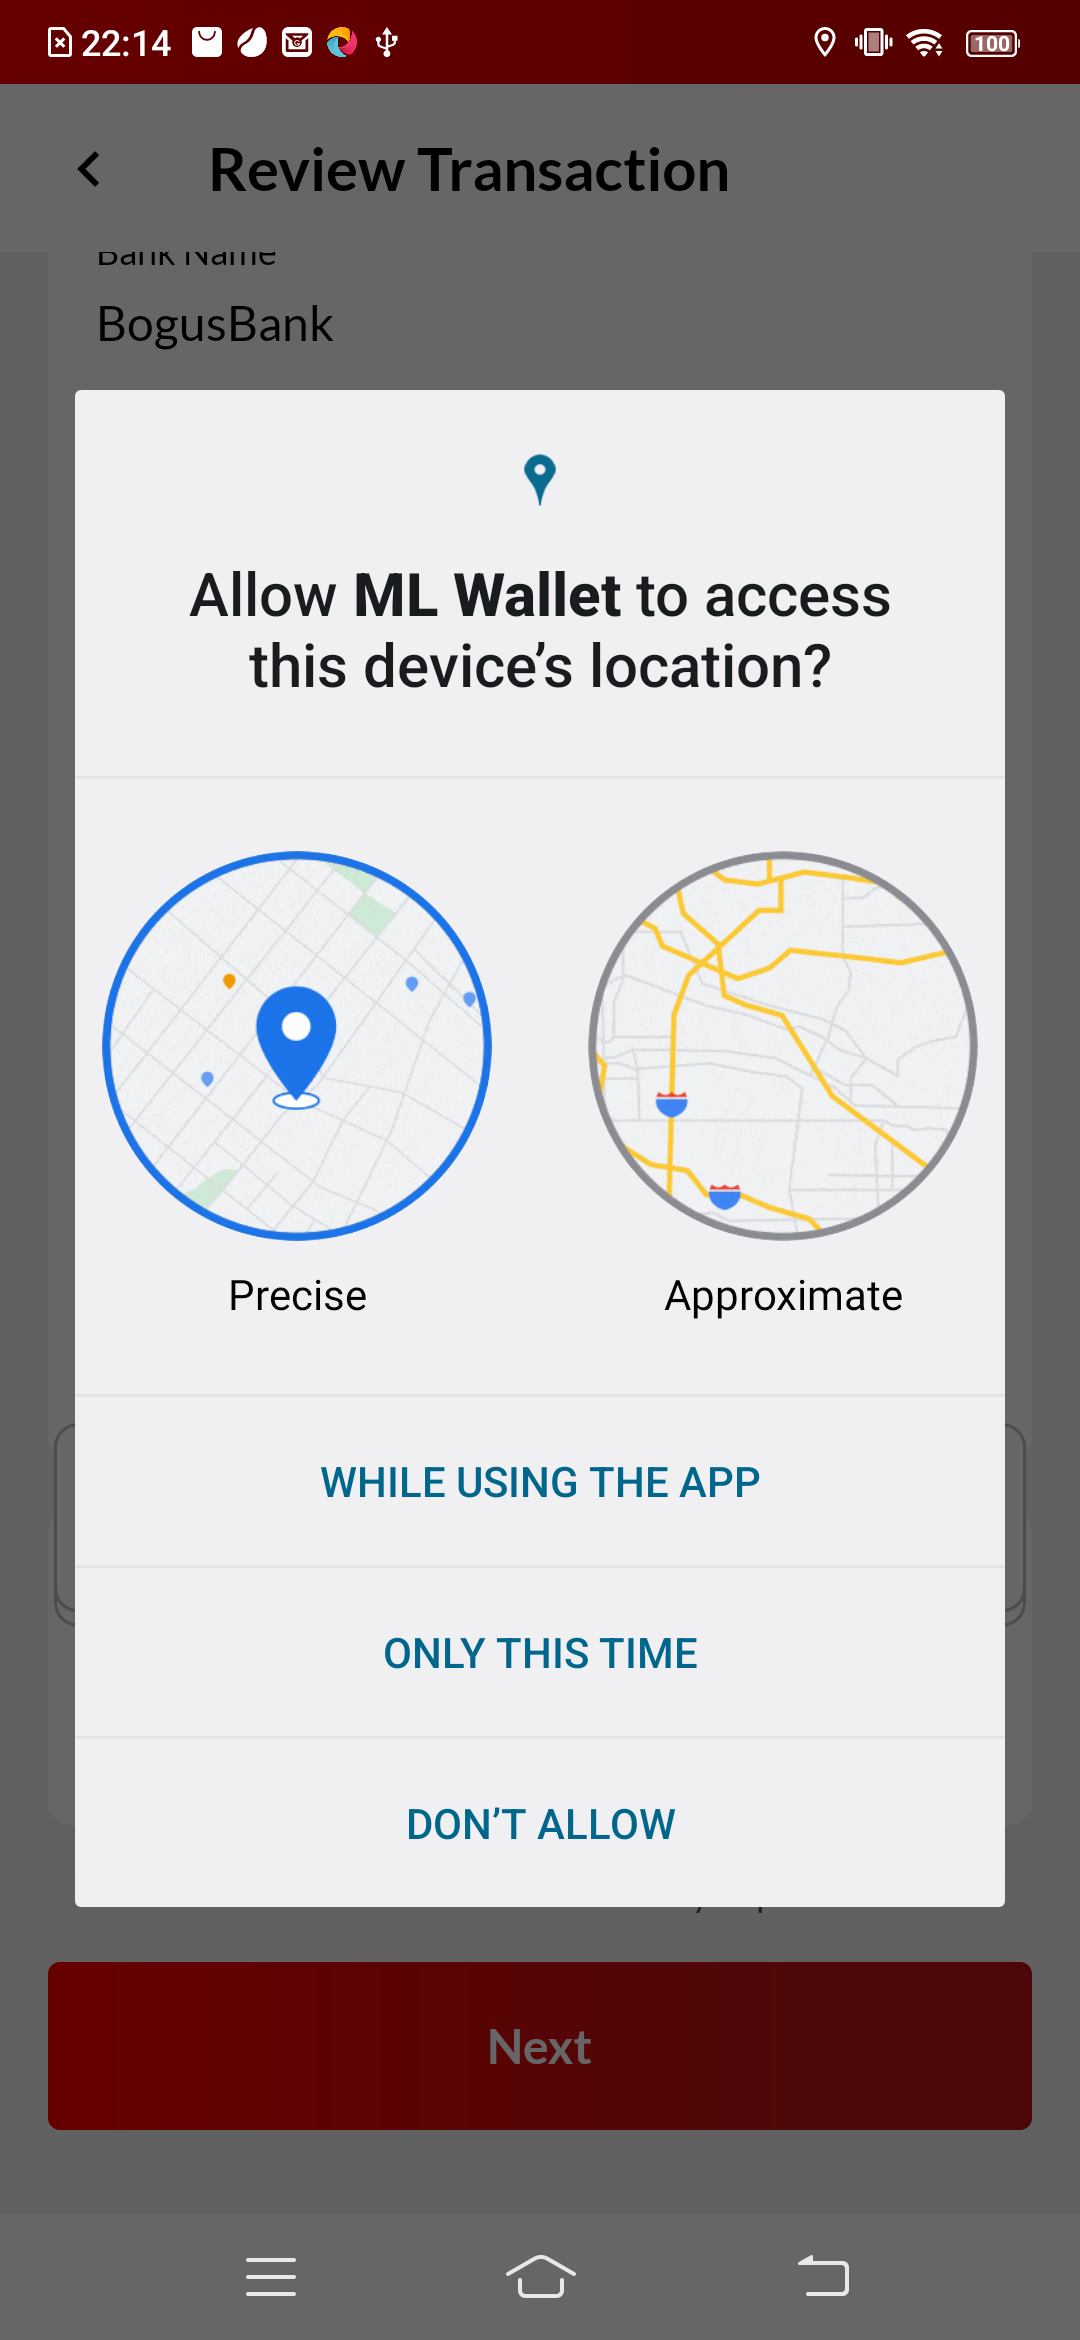 22:14
100
Review Transaction
Bank Name
BogusBank
Allow ML Wallet to access
this device’s location?
Precise
Approximate
WHILE USING THE APP
ONLY THIS TIME
DON’T ALLOW
Next